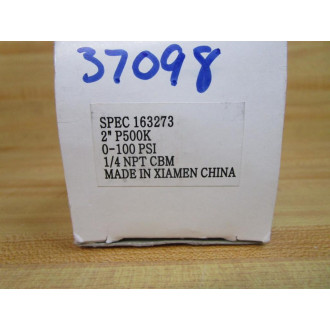 37098
SPEC 163273
2" P500K
0-100 PSI
1/4 NPT CBM
MADE IN XIAMEN CHINA